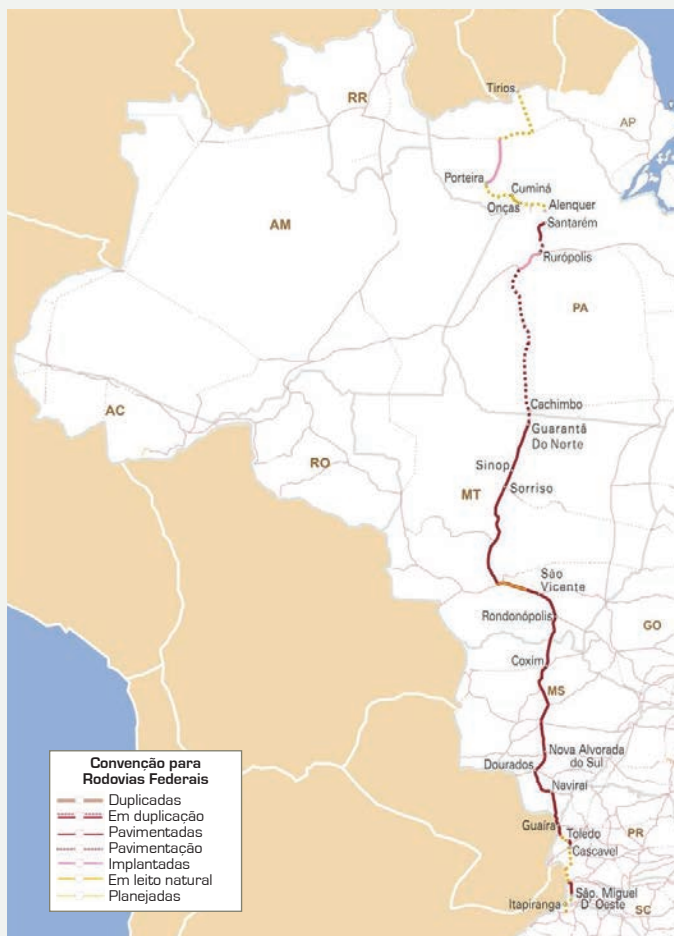 Tirios
RR
AP
Porteira
Cuminá
Onças
Alenquer
Santarém
AM
Rurópolis
PA
Cachimbo
AC
Guarantã
Do Norte
RO
Sinop
MT
Sorriso
São
Vicente
Rondonópolis
GO
Coxim
MS
Nova Alvorada
do Sul
Dourados
Naviraí
Guaíra
Toledo
PR
Cascavel
São. Miguel
D' Oeste
Itapiranga
SC
Convenção para
Rodovias Federais
Duplicadas
Em duplicação
Pavimentadas
Pavimentação
Implantadas
Em leito natural
Planejadas